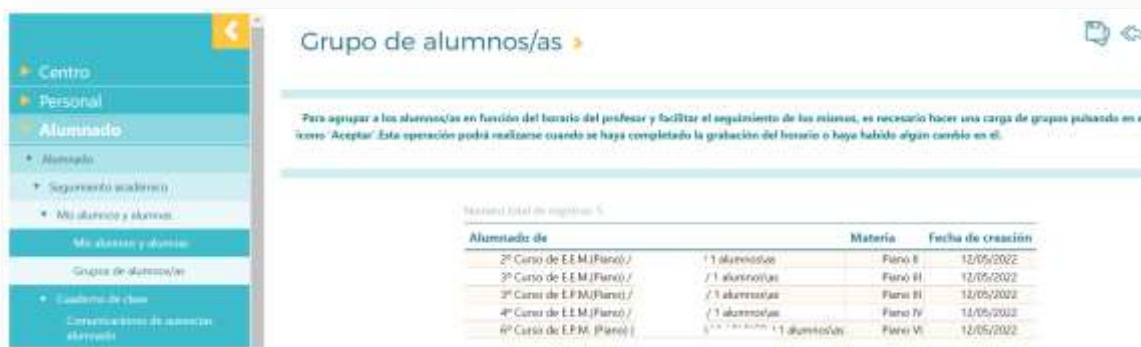 Grupo de alumnos/as
Centro
Personal
Alumnado
Alumnado
Seguimiento académico
Mis alumnos y alumnas
Mis alumnos y alumnas
Grupos de alumnos/as
Cuaderno de clase
Comunicaciones de ausencias
alumnado
Para agrupar a los alumnos/as en función del horario del profesor y facilitar el seguimiento de los mismos, es necesario hacer una carga de grupos pulsando en
icono 'Aceptar'. Esta operación podrá realizarse cuando se haya completado la grabación del horario o haya habido algún cambio en él.
Número total de registros: 5
Alumnado de Materia Fecha de creación
2º Curso de E.E.M.(Piano) / 1 alumnos/as Piano II 12/05/2022
3º Curso de E.E.M.(Piano) / / 1 alumnos/as Piano III 12/05/2022
3º Curso de E.P.M.(Piano) / / 1 alumnos/as Piano III 12/05/2022
4º Curso de E.E.M.(Piano) / / 1 alumnos/as Piano IV 12/05/2022
6º Curso de E.P.M. (Piano) ( 1 alumnos/as Piano VI 12/05/2022